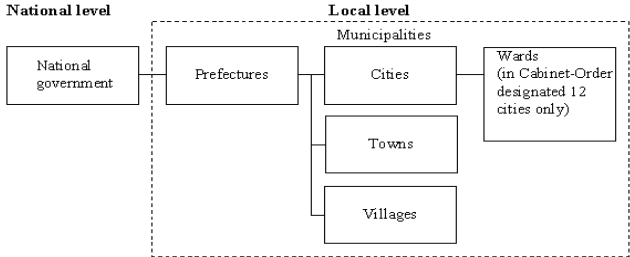 National level
Local level
Municipalities
National
government
Prefectures
Cities
Wards
(in Cabinet-Order
designated 12
cities only)
Towns
Villages